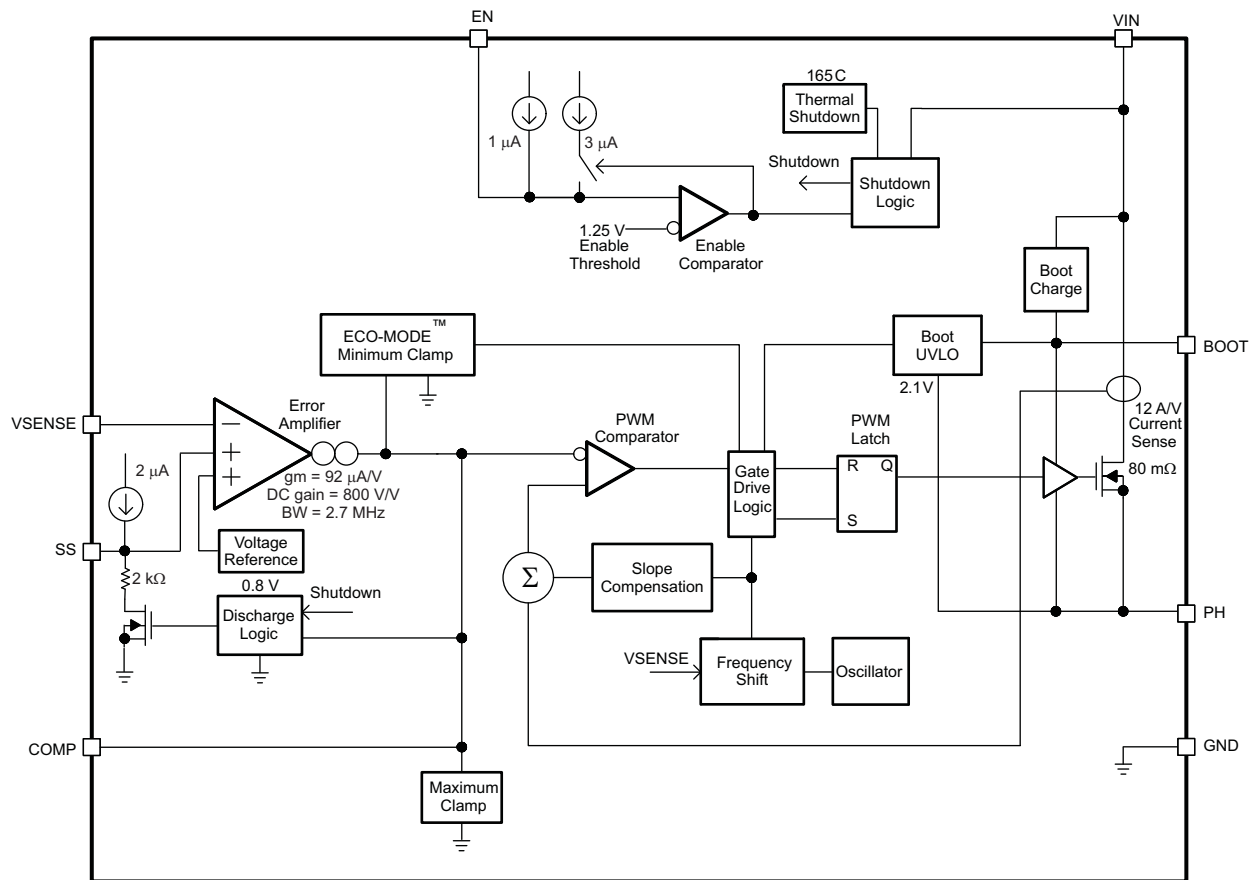 EN
VIN
165C
Thermal
Shutdown
1 μA
3 μA
Shutdown
Shutdown
Logic
1.25 V
Enable
Threshold
Enable
Comparator
Boot
Charge
ECO-MODE™
Minimum Clamp
Boot
UVLO
BOOT
2.1V
12 A/V
Current
Sense
VSENSE
Error
Amplifier
PWM
Comparator
PWM
Latch
80 mΩ
2 μA
gm = 92 μA/V
DC gain = 800 V/V
BW = 2.7 MHz
Gate
Drive
Logic
R Q
S
SS
Voltage
Reference
2 kΩ
0.8 V
Shutdown
Discharge
Logic
Σ
Slope
Compensation
PH
VSENSE
Frequency
Shift
Oscillator
COMP
GND
Maximum
Clamp